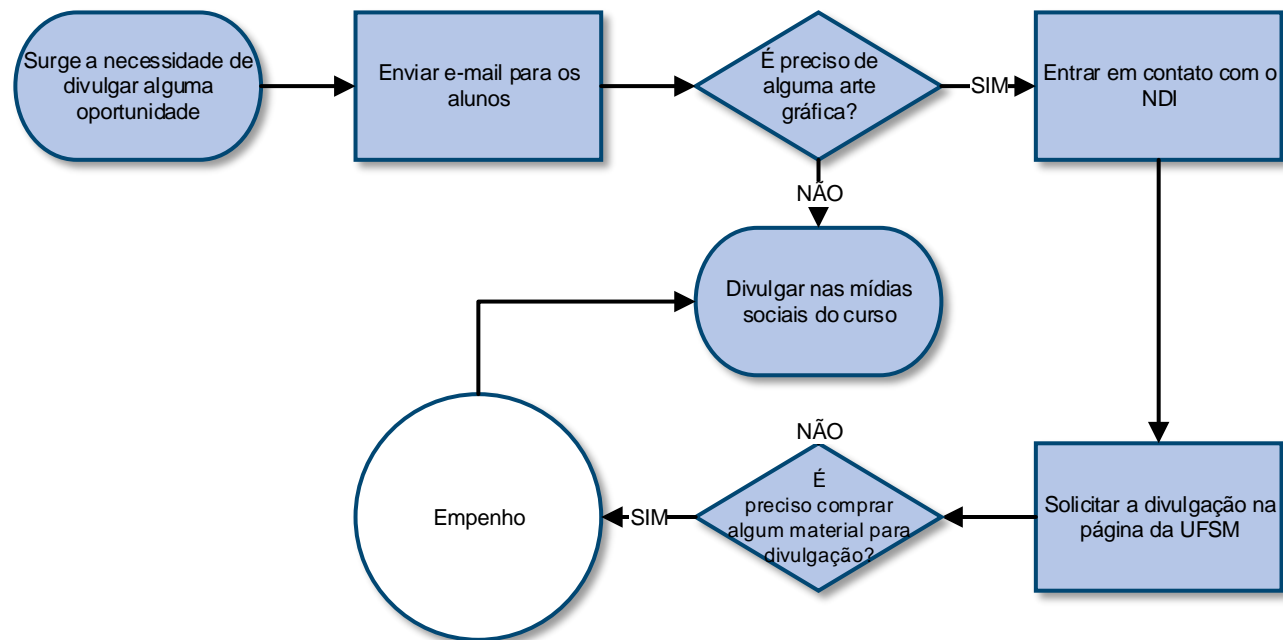 Surge a necessidade de
divulgar alguma
oportunidade
Enviar e-mail para os
alunos
É preciso de
alguma arte
gráfica?
SIM
Entrar em contato com o
NDI
NÃO
Divulgar nas mídias
sociais do curso
Empenho
SIM
NÃO
É
preciso comprar
algum material para
divulgação?
Solicitar a divulgação na
página da UFSM